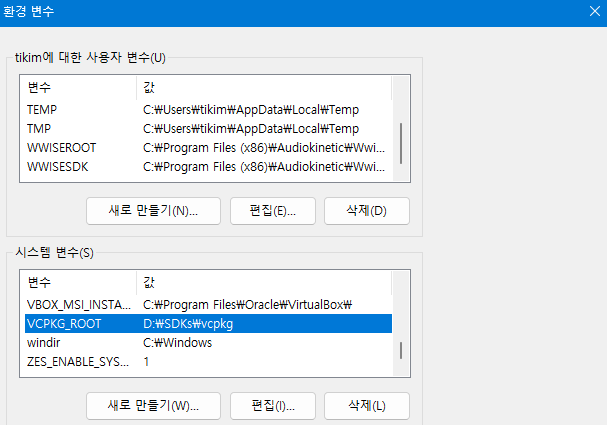 환경 변수
tikim에 대한 사용자 변수(U)
변수 값
TEMP C:₩Users₩tikim₩AppData₩Local₩Temp
TMP C:₩Users₩tikim₩AppData₩Local₩Temp
WWISEROOT C:₩Program Files (x86)₩Audiokinetic₩Wwi...
WWISESDK C:₩Program Files (x86)₩Audiokinetic₩Wwi...
새로 만들기(N)... 편집(E)... 삭제(D)
시스템 변수(S)
변수 값
VBOX_MSI_INSTA... C:₩Program Files₩Oracle₩VirtualBox₩
VCPKG_ROOT D:₩SDKs₩vcpkg
windir C:₩Windows
ZES_ENABLE_SYS... 1
새로 만들기(W)... 편집(I)... 삭제(L)